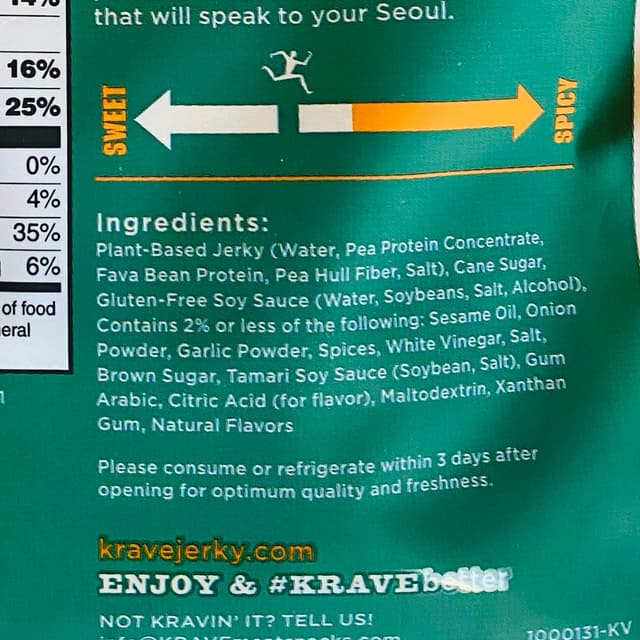 14%
that will speak to your Seoul.
16%
25%
SWEET
SPICY
0%
4%
35%
6%
of food
Ingredients:
Plant-Based Jerky (Water, Pea Protein Concentrate,
Fava Bean Protein, Pea Hull Fiber, Salt), Cane Sugar,
Gluten-Free Soy Sauce (Water, Soybeans, Salt, Alcohol),
Contains 2% or less of the following: Sesame Oil, Onion
Powder, Garlic Powder, Spices, White Vinegar, Salt,
Brown Sugar, Tamari Soy Sauce (Soybean, Salt), Gum
Arabic, Citric Acid (for flavor), Maltodextrin, Xanthan
Gum, Natural Flavors
Please consume or refrigerate within 3 days after
opening for optimum quality and freshness.
kravejerky.com
ENJOY & #KRAVEbetter
NOT KRAVIN' IT? TELL US!
1000131-KV